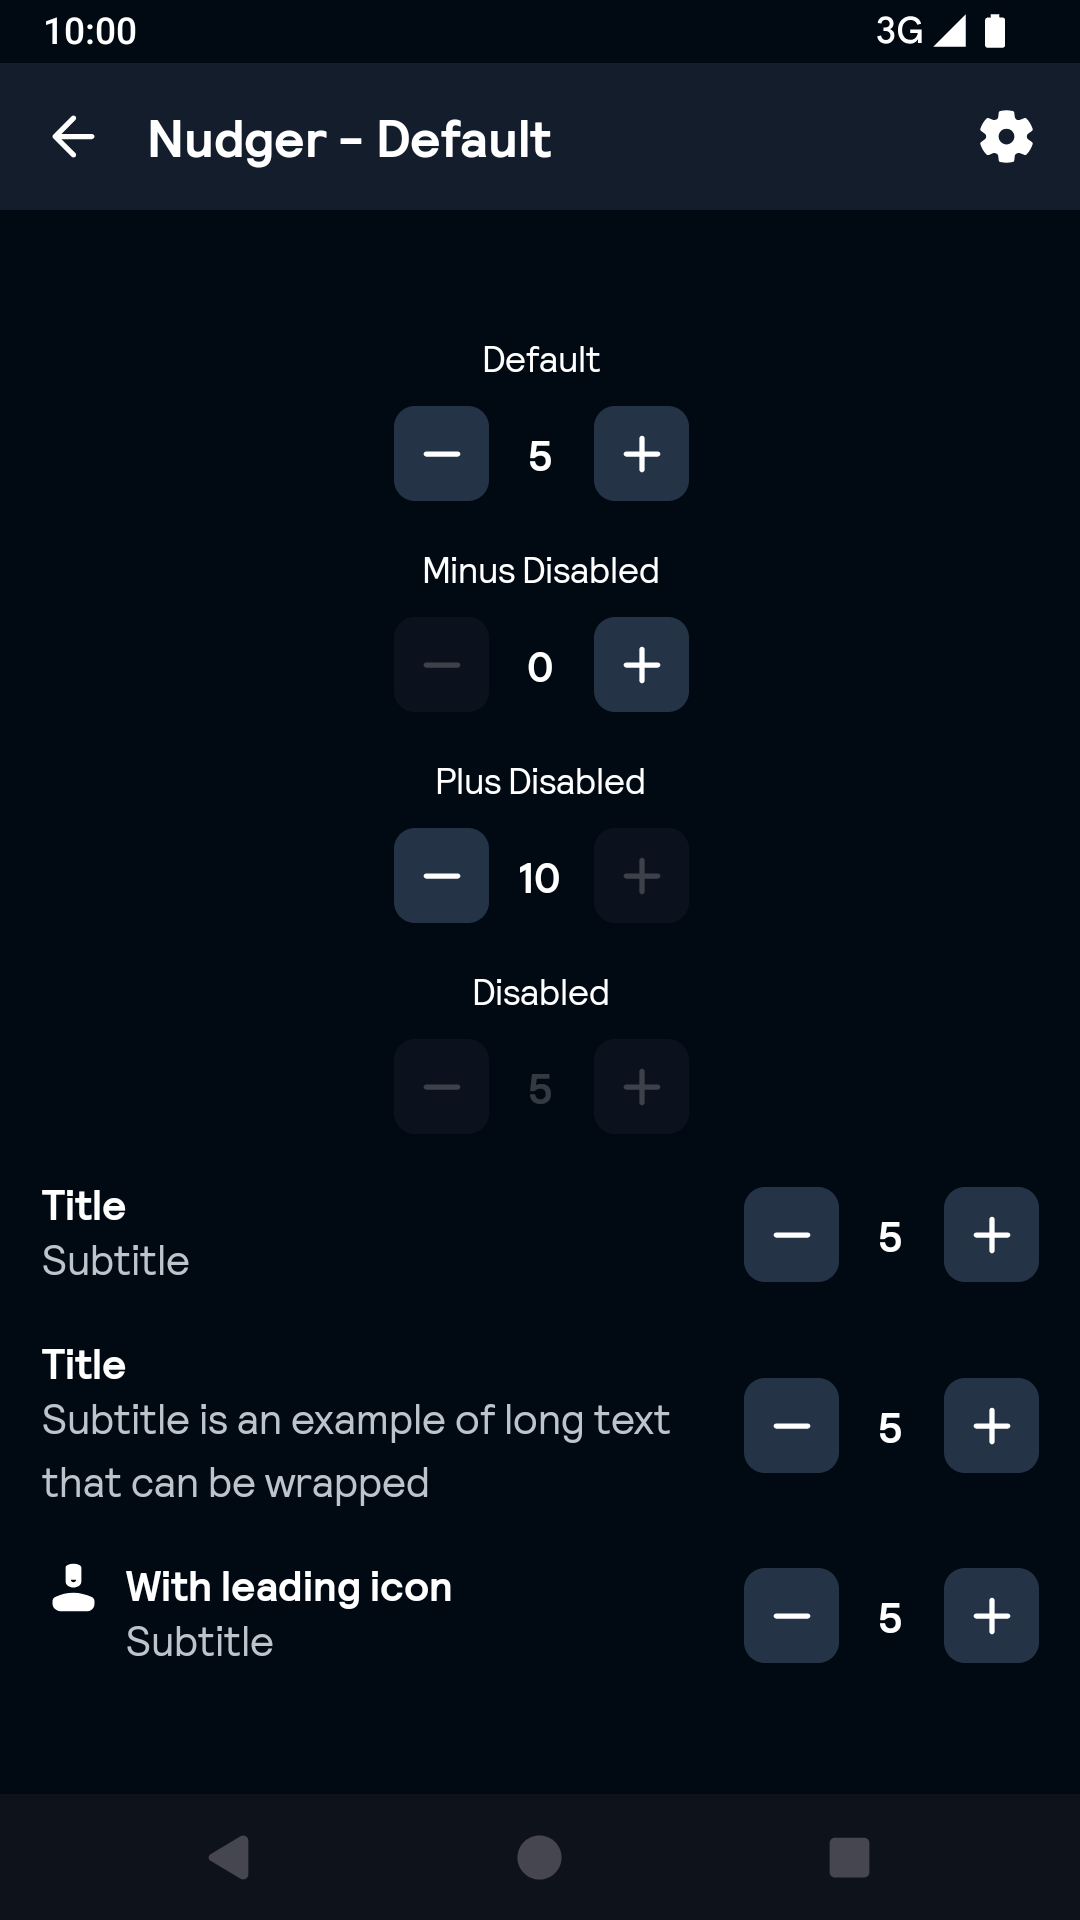 10:00 3G
Nudger - Default
Default
5
Minus Disabled
0
Plus Disabled
10
Disabled
5
Title
Subtitle
5
Title
Subtitle is an example of long text
that can be wrapped
5
With leading icon
Subtitle
5